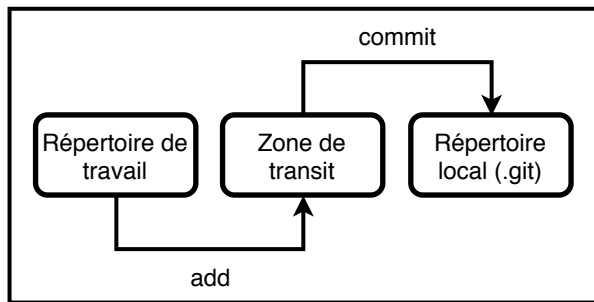 commit
Répertoire de
travail
Zone de
transit
Répertoire
local (.git)
add